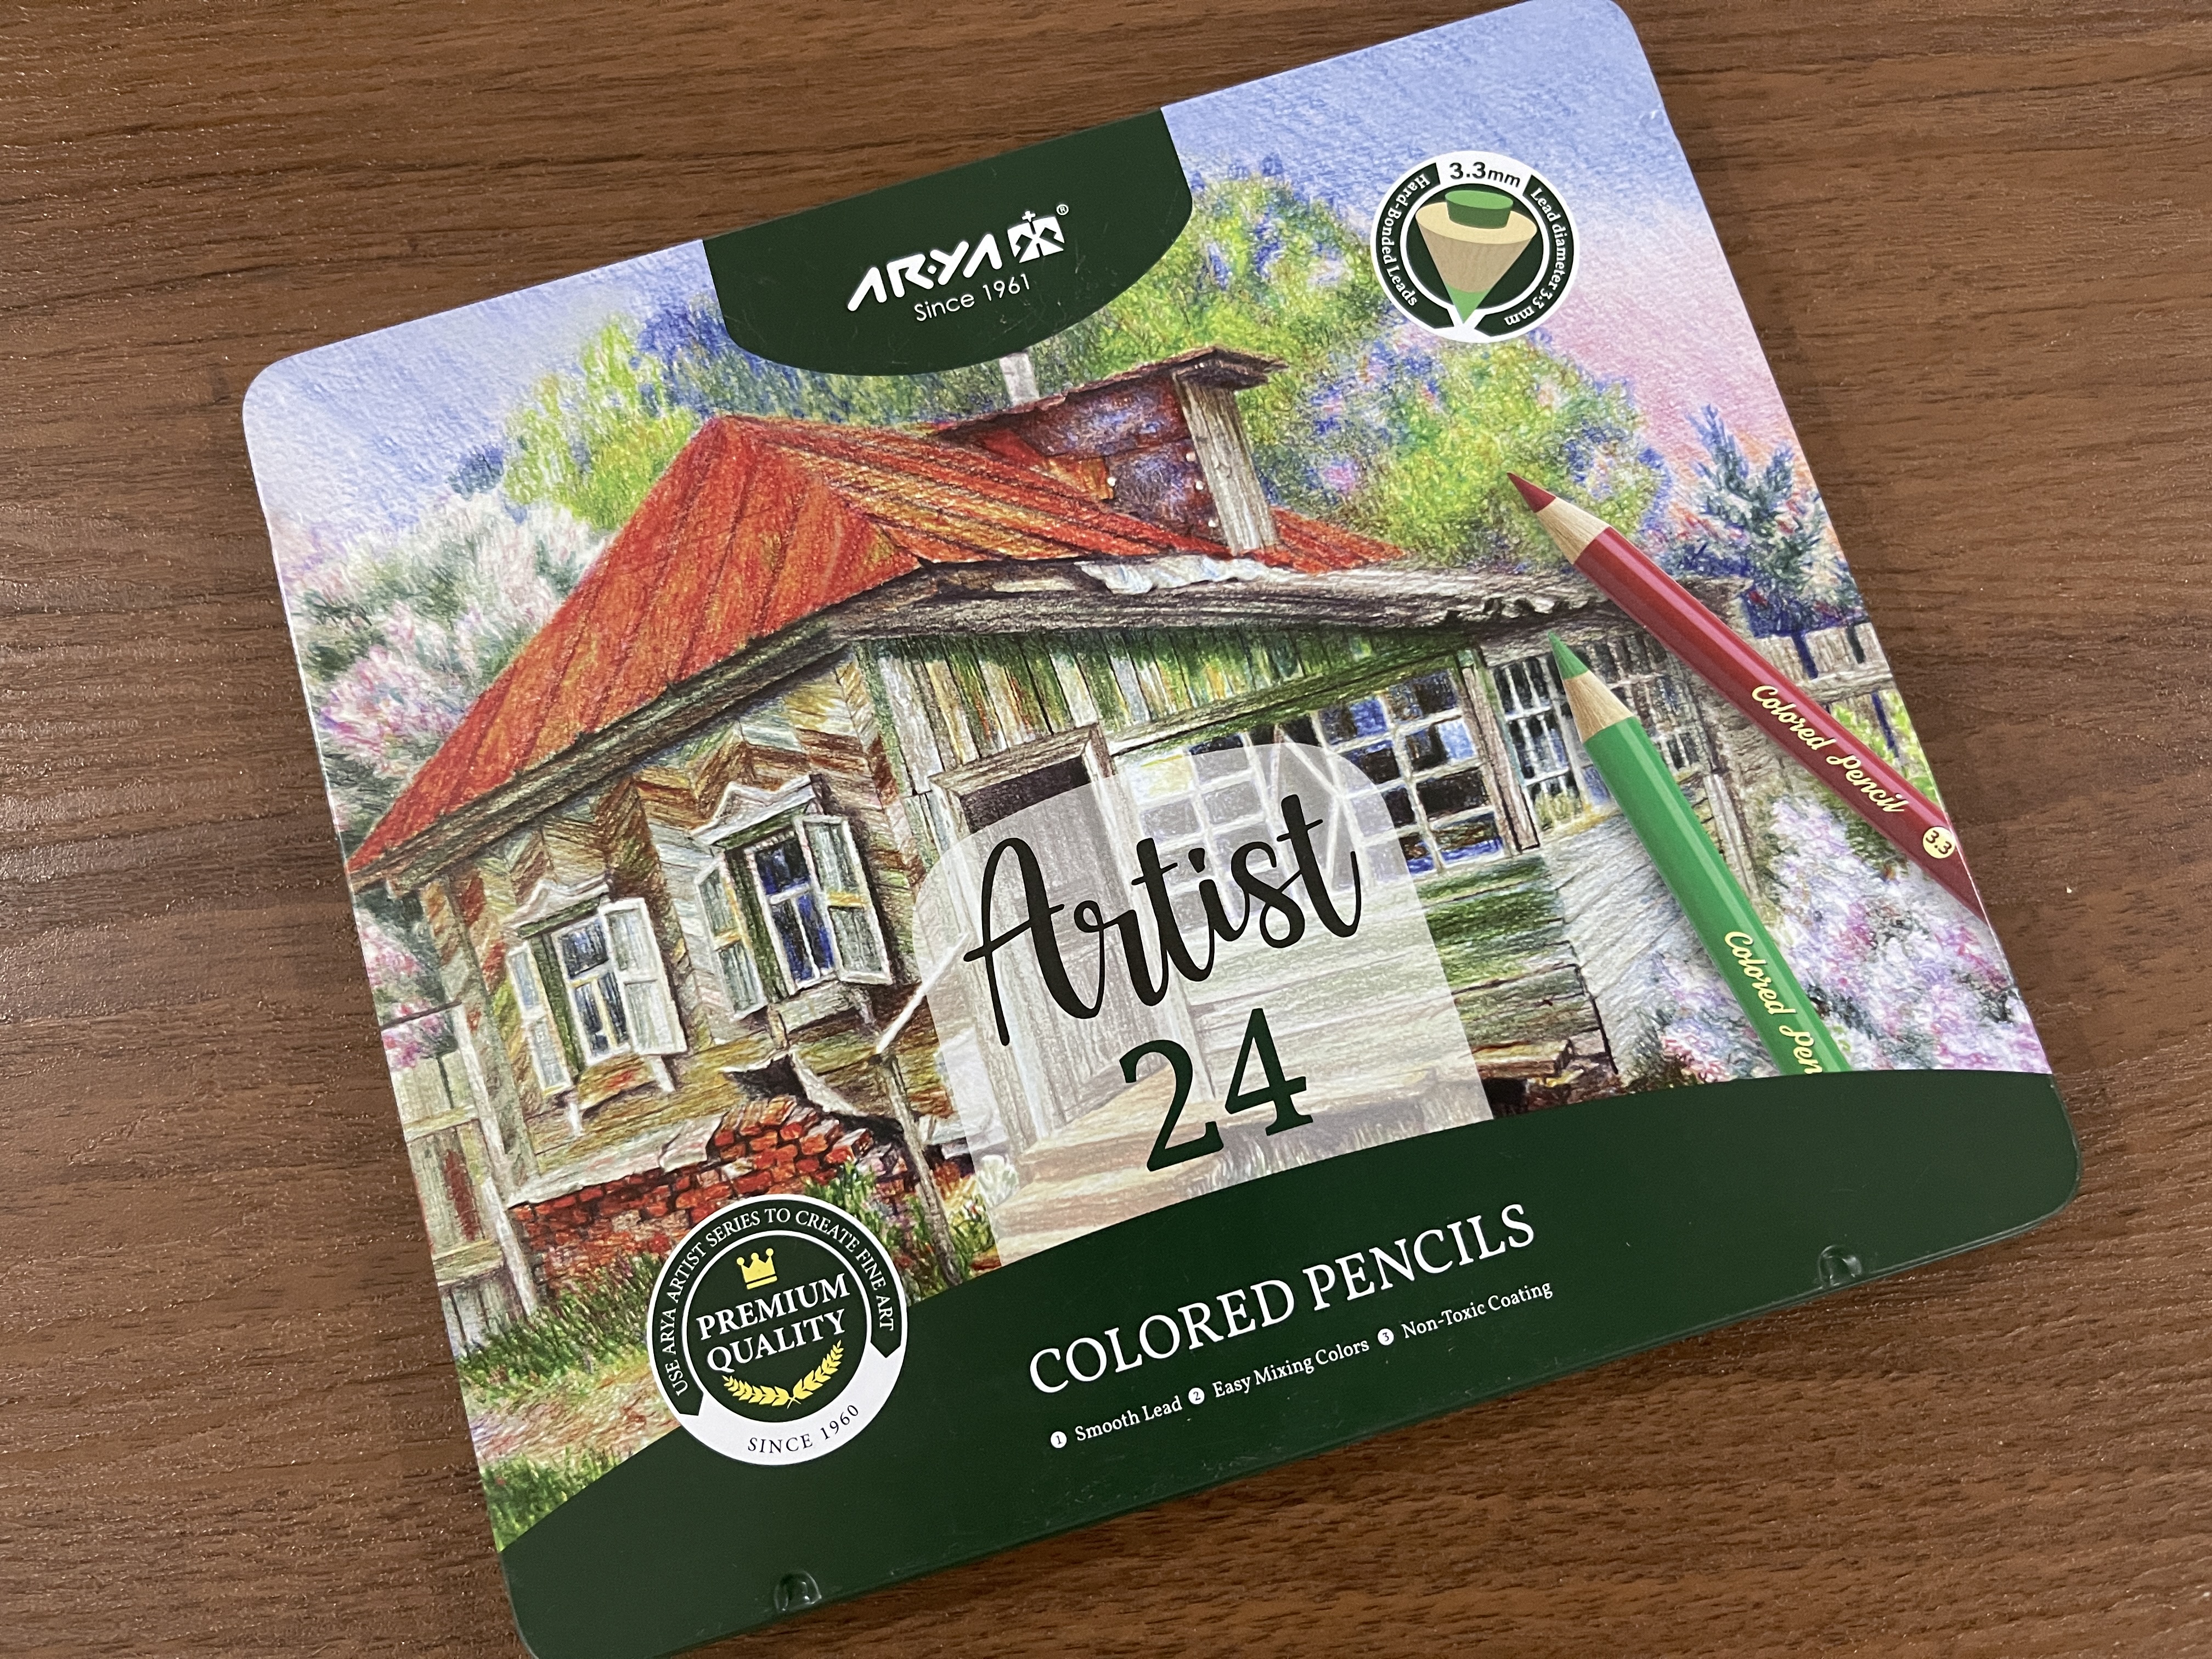 ARYA ®
Since 1961
3.3mm
Hard-Bonded Leads
Lead diameter 3.3 mm
Colored Pencil
3.3
Colored Pen
Artist
24
USE ARYA ARTIST SERIES TO CREATE FINE ART
PREMIUM
QUALITY
SINCE 1960
COLORED PENCILS
1 Smooth Lead 2 Easy Mixing Colors 3 Non-Toxic Coating